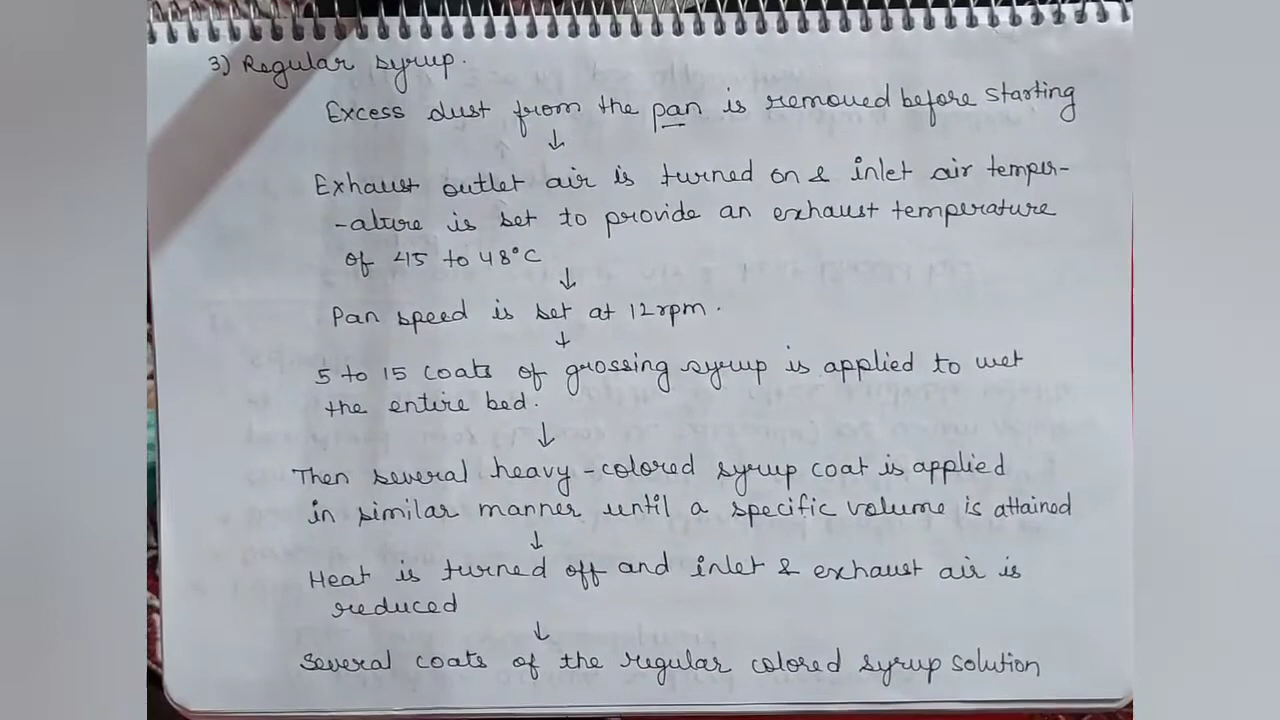 3) Regular syrup.
Excess dust from the pan is removed before starting
↓
Exhaust outlet air is turned on & inlet air temper-
-ature is set to provide an exhaust temperature
of 45 to 48°C
↓
Pan speed is set at 12rpm.
↓
5 to 15 coats of grossing syrup is applied to wet
the entire bed.
↓
Then several heavy-colored syrup coat is applied
in similar manner until a specific volume is attained
↓
Heat is turned off and inlet & exhaust air is
reduced
↓
Several coats of the regular colored syrup solution